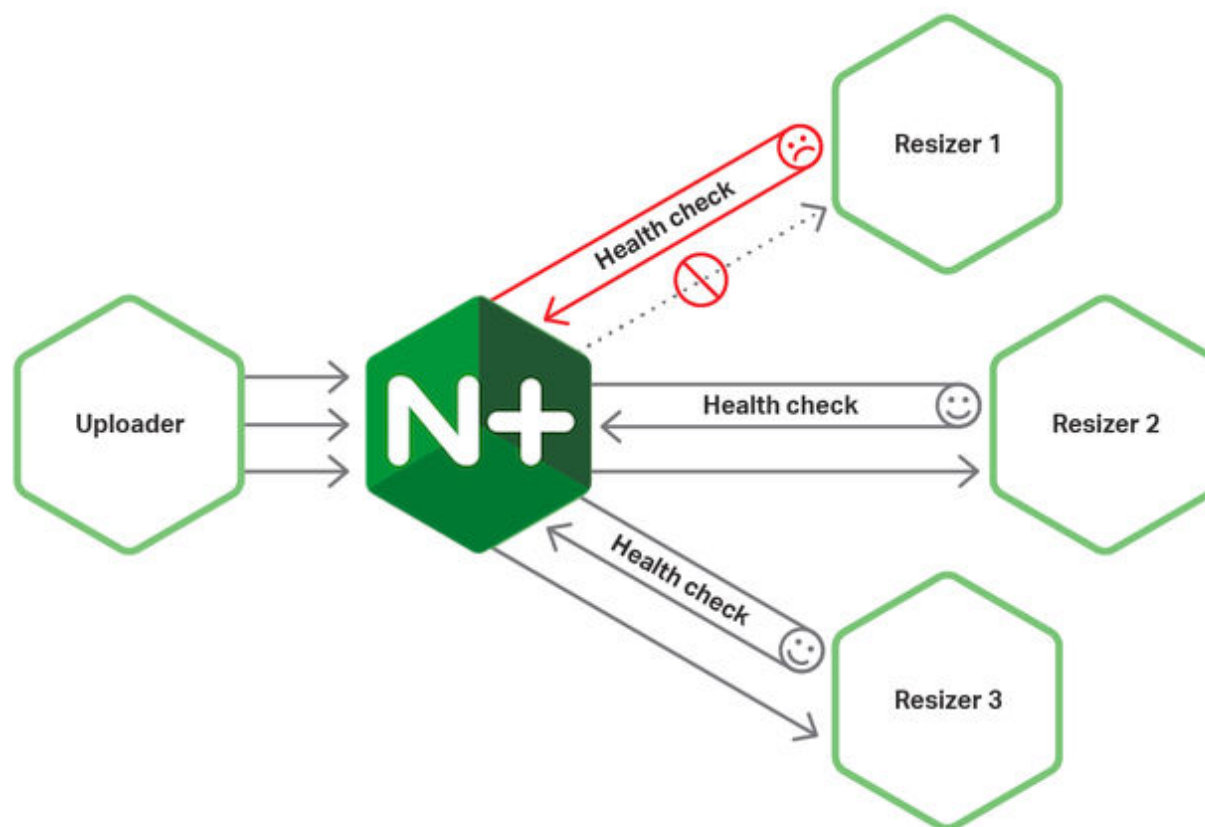 Resizer 1
Health check
Uploader
N+
Health check
Resizer 2
Health check
Resizer 3